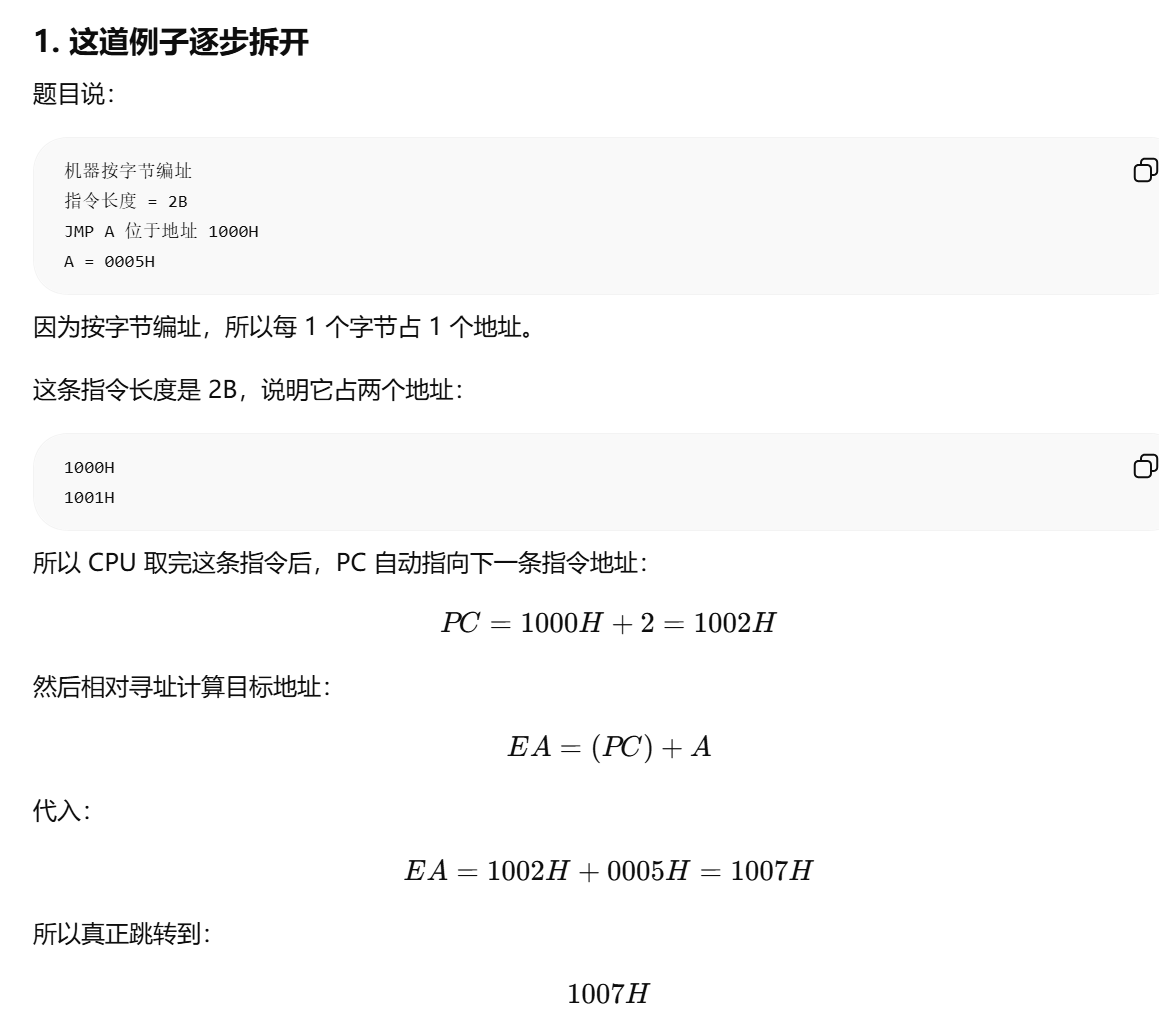 1. 这道例子逐步拆开
题目说：
机器按字节编址
指令长度 = 2B
JMP A 位于地址 1000H
A = 0005H
因为按字节编址，所以每 1 个字节占 1 个地址。
这条指令长度是 2B，说明它占两个地址：
1000H
1001H
所以 CPU 取完这条指令后，PC 自动指向下一条指令地址：
PC = 1000H + 2 = 1002H
然后相对寻址计算目标地址：
EA = (PC) + A
代入：
EA = 1002H + 0005H = 1007H
所以真正跳转到：
1007H